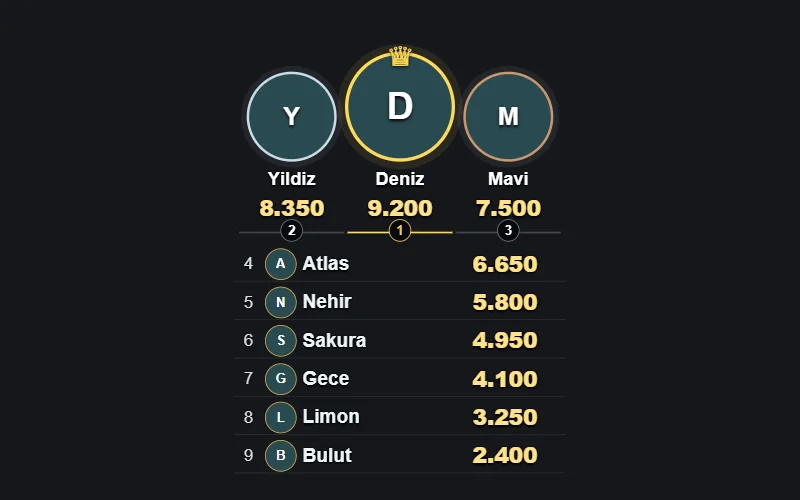 Y D M
Yildiz Deniz Mavi
8.350 9.200 7.500
2 1 3
4 A Atlas 6.650
5 N Nehir 5.800
6 S Sakura 4.950
7 G Gece 4.100
8 L Limon 3.250
9 B Bulut 2.400